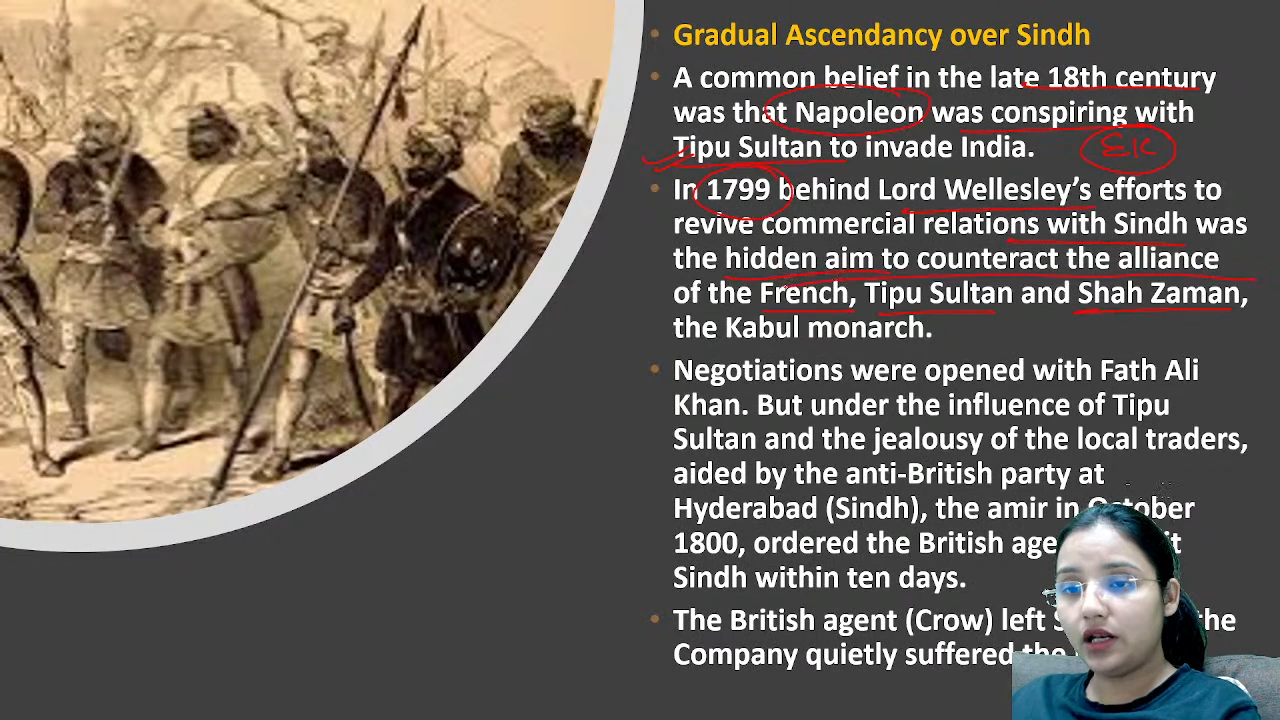 Gradual Ascendancy over Sindh
A common belief in the late 18th century
was that Napoleon was conspiring with
Tipu Sultan to invade India.
In 1799 behind Lord Wellesley's efforts to
revive commercial relations with Sindh was
the hidden aim to counteract the alliance
of the French, Tipu Sultan and Shah Zaman,
the Kabul monarch.
Negotiations were opened with Fath Ali
Khan. But under the influence of Tipu
Sultan and the jealousy of the local traders,
aided by the anti-British party at
Hyderabad (Sindh), the amir in October
1800, ordered the British
Sindh within ten days.
The British agent (Crow) left the
Company quietly suffered the